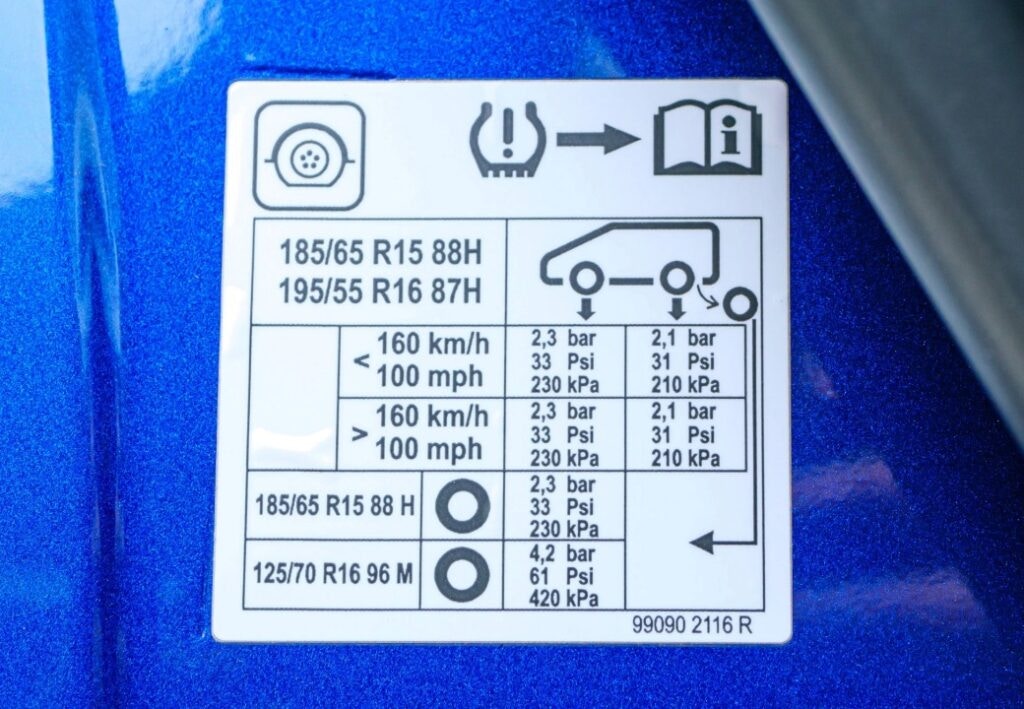 185/65 R15 88H
195/55 R16 87H
< 160 km/h
100 mph
2,3 bar
33 Psi
230 kPa
2,1 bar
31 Psi
210 kPa
> 160 km/h
100 mph
2,3 bar
33 Psi
230 kPa
2,1 bar
31 Psi
210 kPa
185/65 R15 88 H
2,3 bar
33 Psi
230 kPa
125/70 R16 96 M
4,2 bar
61 Psi
420 kPa
99090 2116 R